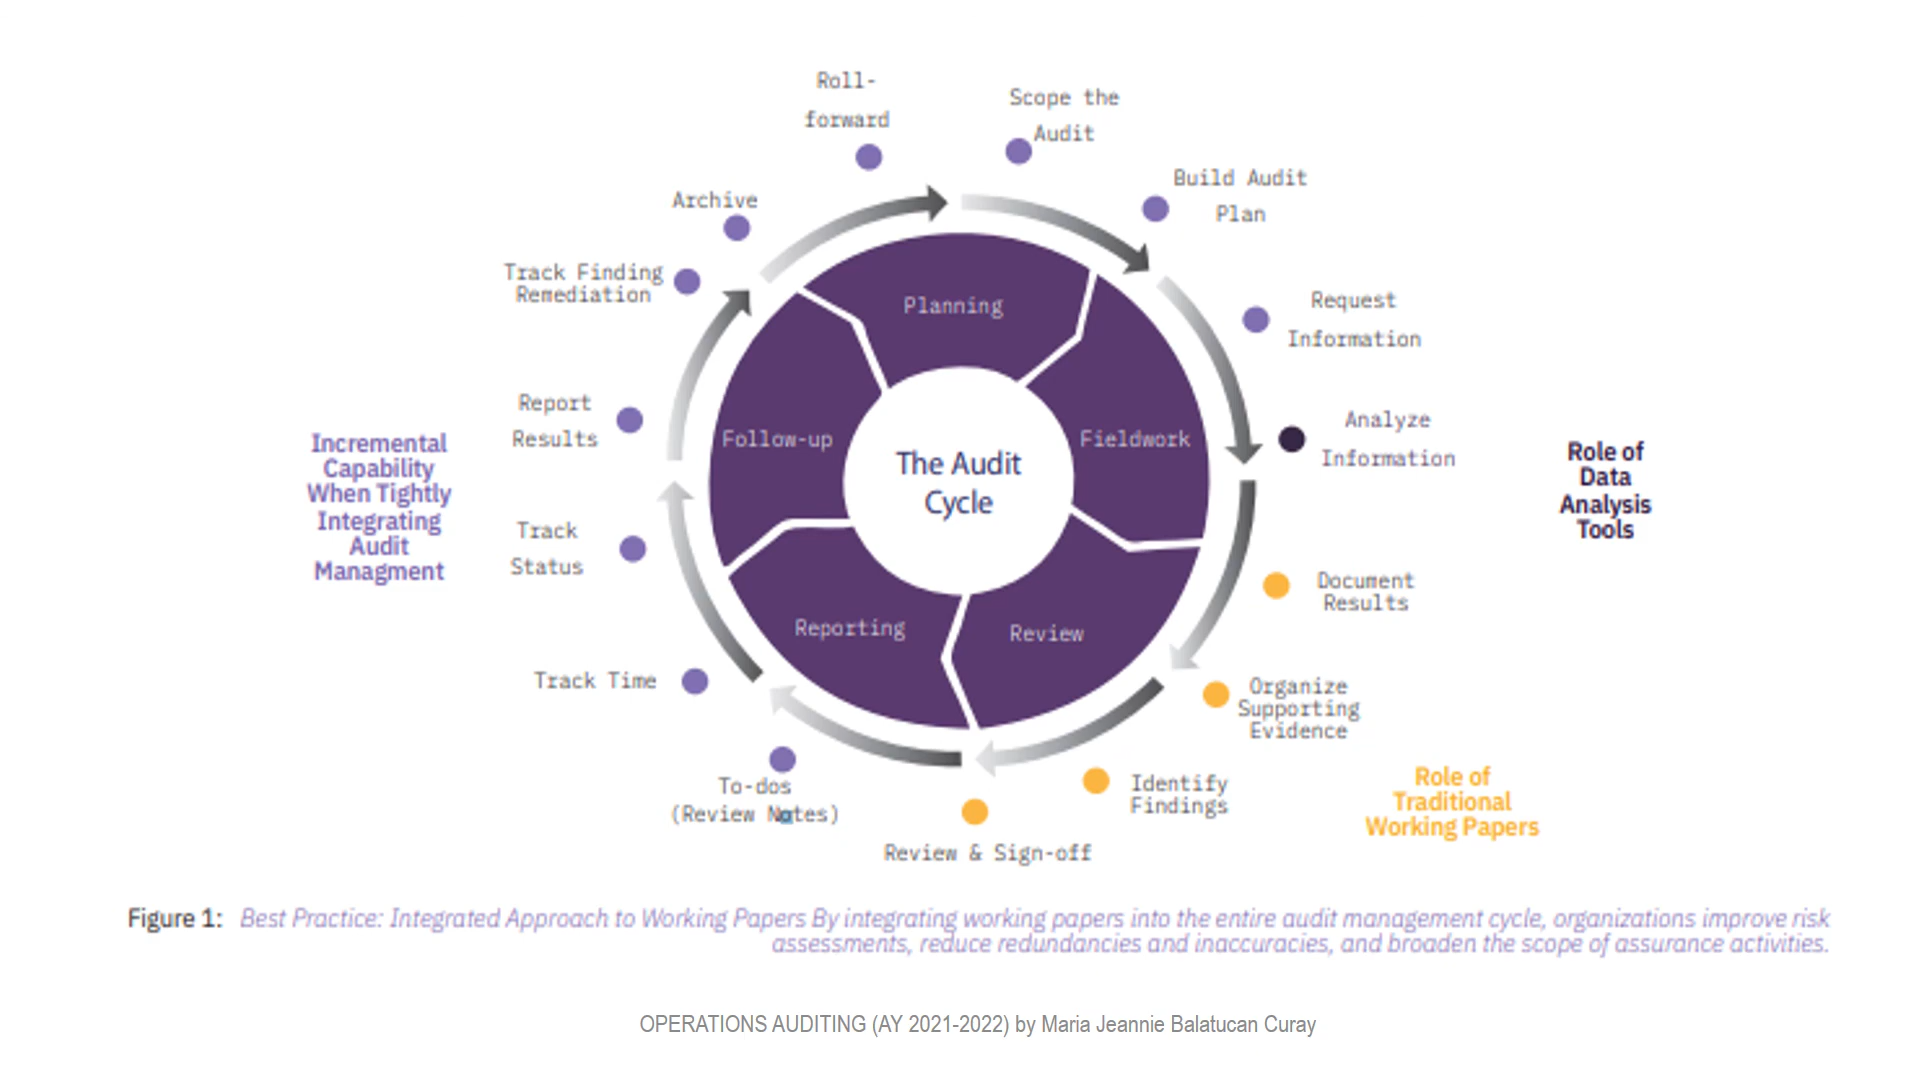 Roll-
forward
Scope the
Audit
Build Audit
Plan
Archive
Track Finding
Remediation
Request
Information
Planning
Report
Results
Follow-up
Fieldwork
Analyze
Information
The Audit
Cycle
Incremental
Capability
When Tightly
Integrating
Audit
Managment
Role of
Data
Analysis
Tools
Track
Status
Document
Results
Reporting
Review
Track Time
Organize
Supporting
Evidence
To-dos
(Review Notes)
Identify
Findings
Role of
Traditional
Working Papers
Review & Sign-off
Figure 1: Best Practice: Integrated Approach to Working Papers By integrating working papers into the entire audit management cycle, organizations improve risk
assessments, reduce redundancies and inaccuracies, and broaden the scope of assurance activities.
OPERATIONS AUDITING (AY 2021-2022) by Maria Jeannie Balatucan Curay